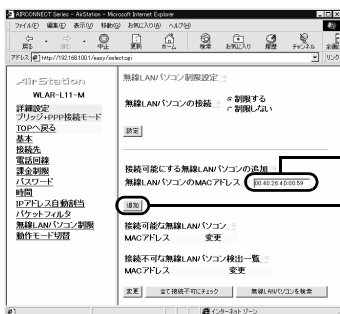 AIRCONNECT Series - AirStation - Microsoft Internet Explorer
ファイル(F) 編集(E) 表示(V) 移動(G) お気に入り(A) ヘルプ(H)
戻る 進む 中止 更新 ホーム 検索 お気に入り 履歴 チャンネル 全画面
アドレス http://192.168.100.1/easy/select.cgi リンク
AirStation
WLAR-L11-M
詳細設定
ブリッジ+PPP接続モード
TOPへ戻る
基本
接続先
電話回線
課金制限
パスワード
時間
IPアドレス自動割当
パケットフィルタ
無線LANパソコン制限
動作モード切替
無線LANパソコン制限設定
無線LANパソコンの接続 制限する
制限しない
設定
接続可能にする無線LANパソコンの追加
無線LANパソコンのMACアドレス 00:40:26:4D:00:59
追加
接続可能な無線LANパソコン
MACアドレス 変更
接続不可な無線LANパソコン検出一覧
MACアドレス 変更
変更 全て接続不可にチェック 無線LANパソコンを検索
インターネット ゾーン